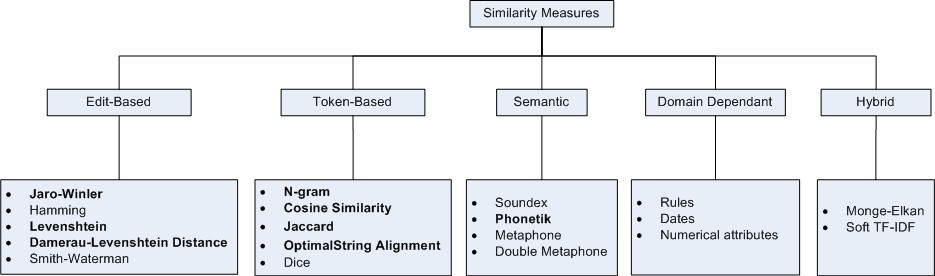 Similarity Measures
Edit-Based
Token-Based
Semantic
Domain Dependant
Hybrid
• Jaro-Winler
• Hamming
• Levenshtein
• Damerau-Levenshtein Distance
• Smith-Waterman
• N-gram
• Cosine Similarity
• Jaccard
• OptimalString Alignment
• Dice
• Soundex
• Phonetik
• Metaphone
• Double Metaphone
• Rules
• Dates
• Numerical attributes
• Monge-Elkan
• Soft TF-IDF